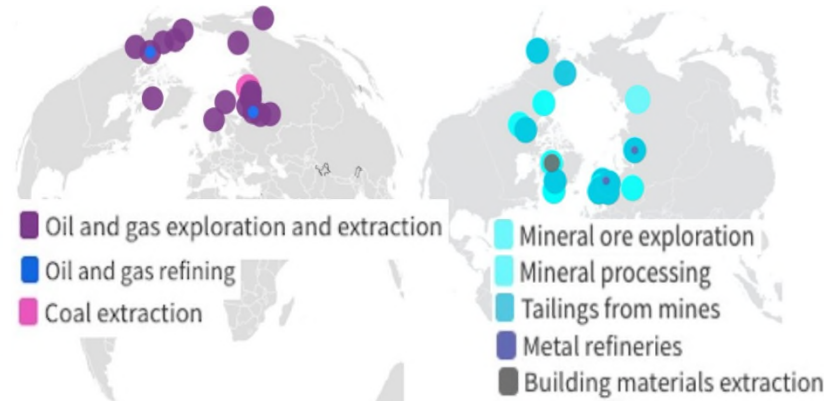 Oil and gas exploration and extraction
Oil and gas refining
Coal extraction
Mineral ore exploration
Mineral processing
Tailings from mines
Metal refineries
Building materials extraction